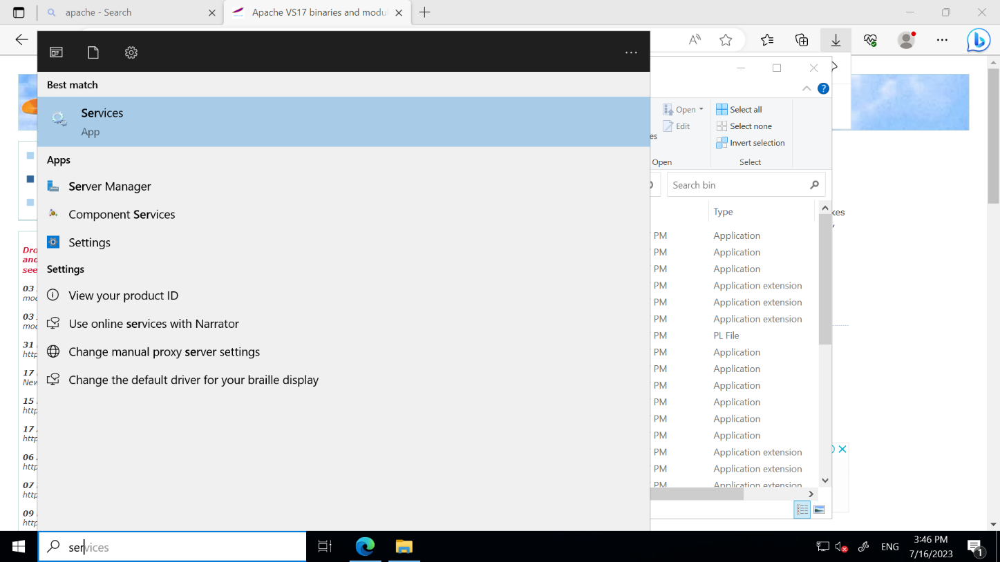 apache - Search
Apache VS17 binaries and modu
Best match
Services
App
Apps
Server Manager
Component Services
Settings
Settings
View your product ID
Use online services with Narrator
Change manual proxy server settings
Change the default driver for your braille display
Open
Edit
es
Open
Select all
Select none
Invert selection
Select
Search bin
Type
PM Application
PM Application
PM Application
PM Application extension
PM Application extension
PM Application extension
PM PL File
PM Application
PM Application
PM Application
PM Application
PM Application
PM Application
PM Application extension
PM Application extension
PM Application extension
kes
Dro
and
see
03
mod
03
mod
31
http
17
New
15
http
17
http
06
http
07
http
09
http
services
ENG
3:46 PM
7/16/2023
1